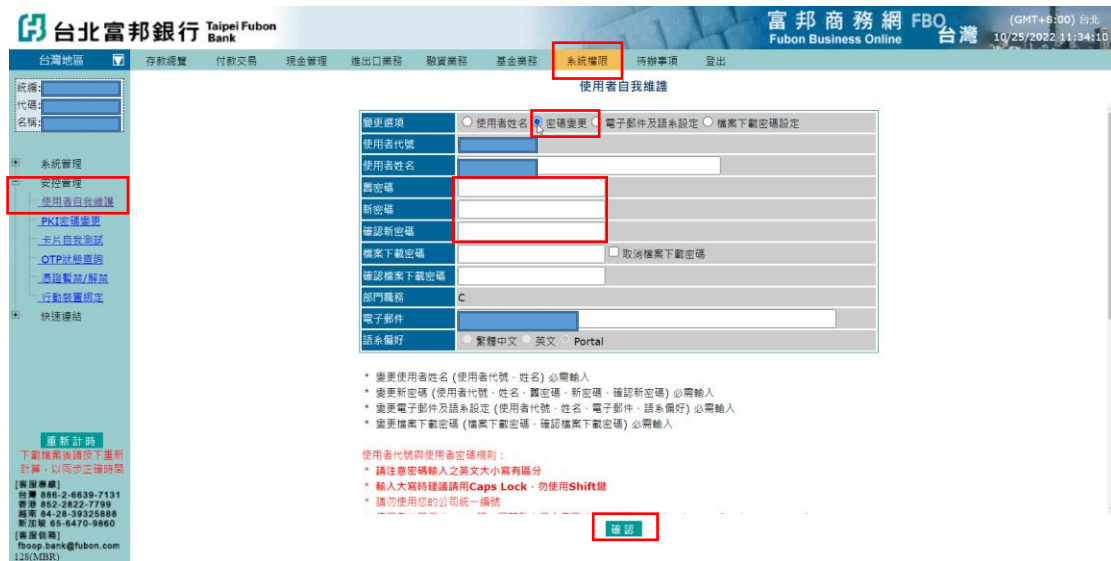 台北富邦銀行 Taipei Fubon Bank
富邦商務網 FBO台灣
Fubon Business Online
(GMT+8:00) 台北
10/25/2022 11:34:10
台灣地區 存款總覽 付款交易 現金管理 進出口業務 融資業務 基金業務 系統權限 待辦事項 登出
統編:
代碼:
名稱:
系統管理
安控管理
使用者自我維護
PKI密碼變更
卡片自我測試
OTP狀態查詢
憑證暫禁/解禁
行動裝置綁定
快速連結
重新計時
下載檔案後請按下重新
計算，以同步正確時間
[客服專線]
台灣 886-2-6639-7131
香港 852-2822-7799
越南 84-28-39325888
新加坡 65-6470-9860
[客服信箱]
fboop.bank@fubon.com
128(MBR)
使用者自我維護
變更選項 使用者姓名 密碼變更 電子郵件及語系設定 檔案下載密碼設定
使用者代號
使用者姓名
舊密碼
新密碼
確認新密碼
檔案下載密碼 取消檔案下載密碼
確認檔案下載密碼
部門職務 C
電子郵件
語系偏好 繁體中文 英文 Portal
* 變更使用者姓名 (使用者代號、姓名) 必需輸入
* 變更新密碼 (使用者代號、姓名、舊密碼、新密碼、確認新密碼) 必需輸入
* 變更電子郵件及語系設定 (使用者代號、姓名、電子郵件、語系偏好) 必需輸入
* 變更檔案下載密碼 (檔案下載密碼、確認檔案下載密碼) 必需輸入
使用者代號與使用者密碼規則：
* 請注意密碼輸入之英文大小寫有區分
* 輸入大寫時建議請用Caps Lock，勿使用Shift鍵
* 請勿使用您的公司統一編號
確認